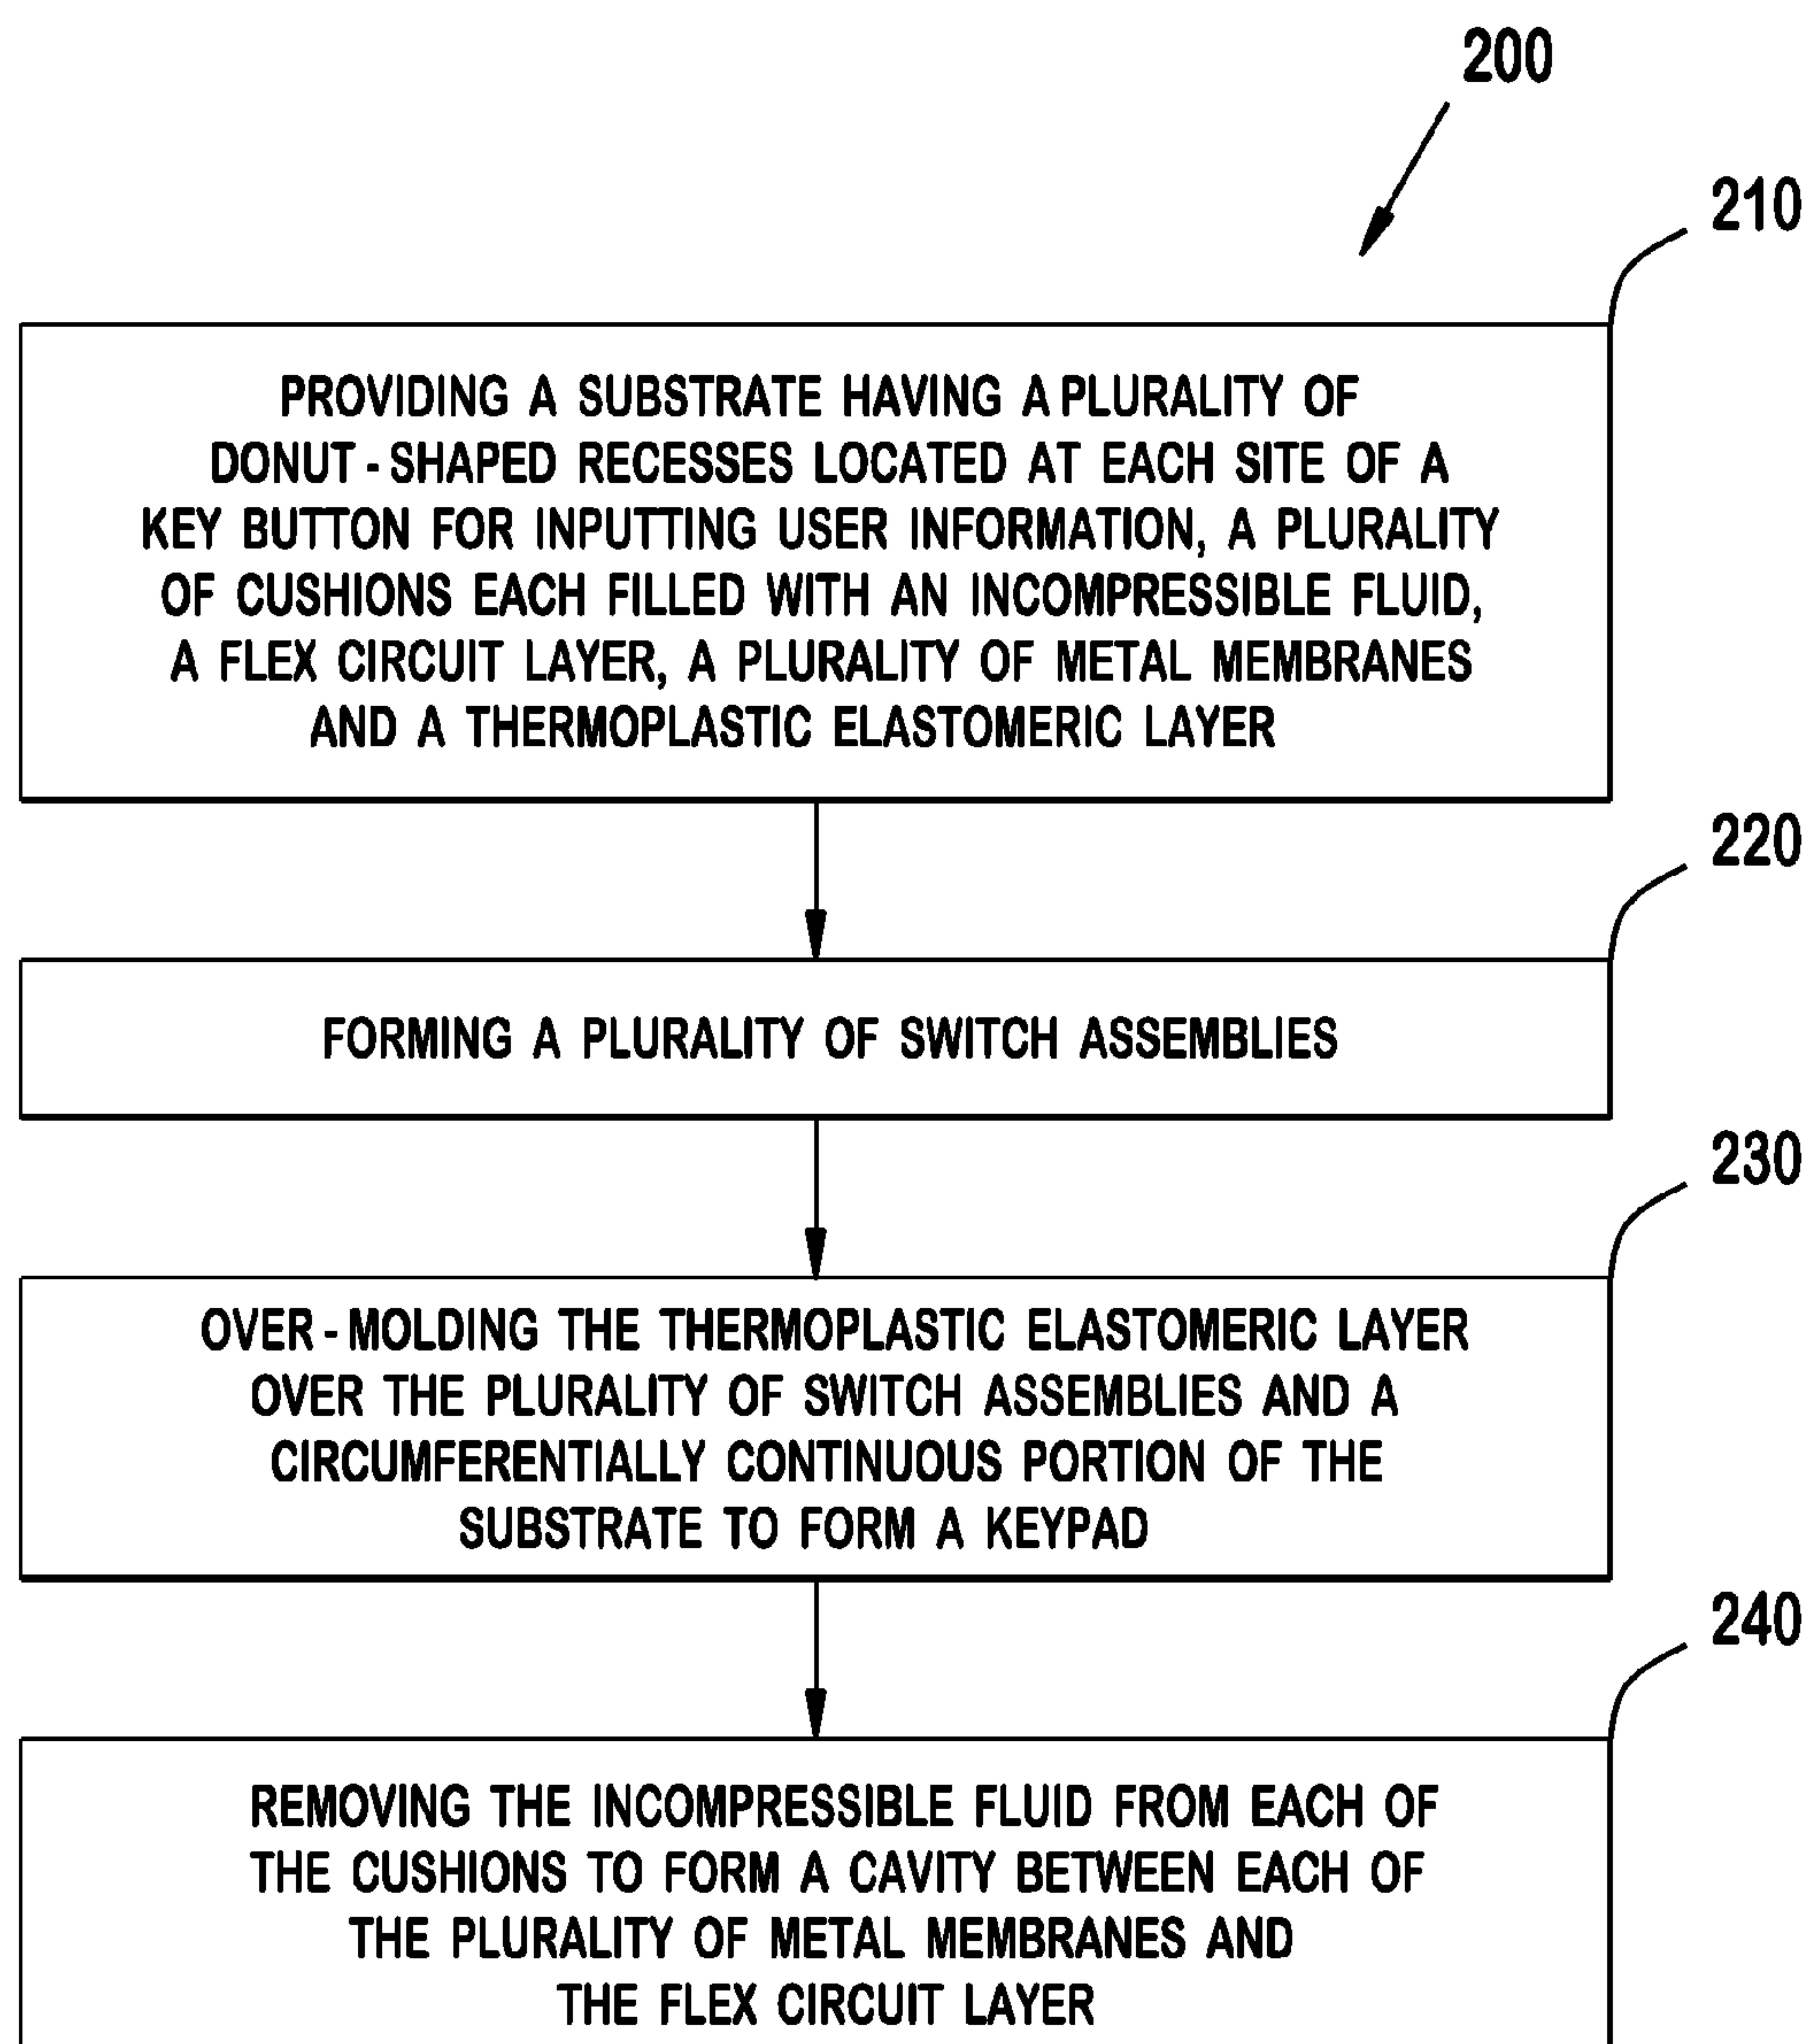 200
210
PROVIDING A SUBSTRATE HAVING A PLURALITY OF
DONUT - SHAPED RECESSES LOCATED AT EACH SITE OF A
KEY BUTTON FOR INPUTTING USER INFORMATION, A PLURALITY
OF CUSHIONS EACH FILLED WITH AN INCOMPRESSIBLE FLUID,
A FLEX CIRCUIT LAYER, A PLURALITY OF METAL MEMBRANES
AND A THERMOPLASTIC ELASTOMERIC LAYER
220
FORMING A PLURALITY OF SWITCH ASSEMBLIES
230
OVER - MOLDING THE THERMOPLASTIC ELASTOMERIC LAYER
OVER THE PLURALITY OF SWITCH ASSEMBLIES AND A
CIRCUMFERENTIALLY CONTINUOUS PORTION OF THE
SUBSTRATE TO FORM A KEYPAD
240
REMOVING THE INCOMPRESSIBLE FLUID FROM EACH OF
THE CUSHIONS TO FORM A CAVITY BETWEEN EACH OF
THE PLURALITY OF METAL MEMBRANES AND
THE FLEX CIRCUIT LAYER